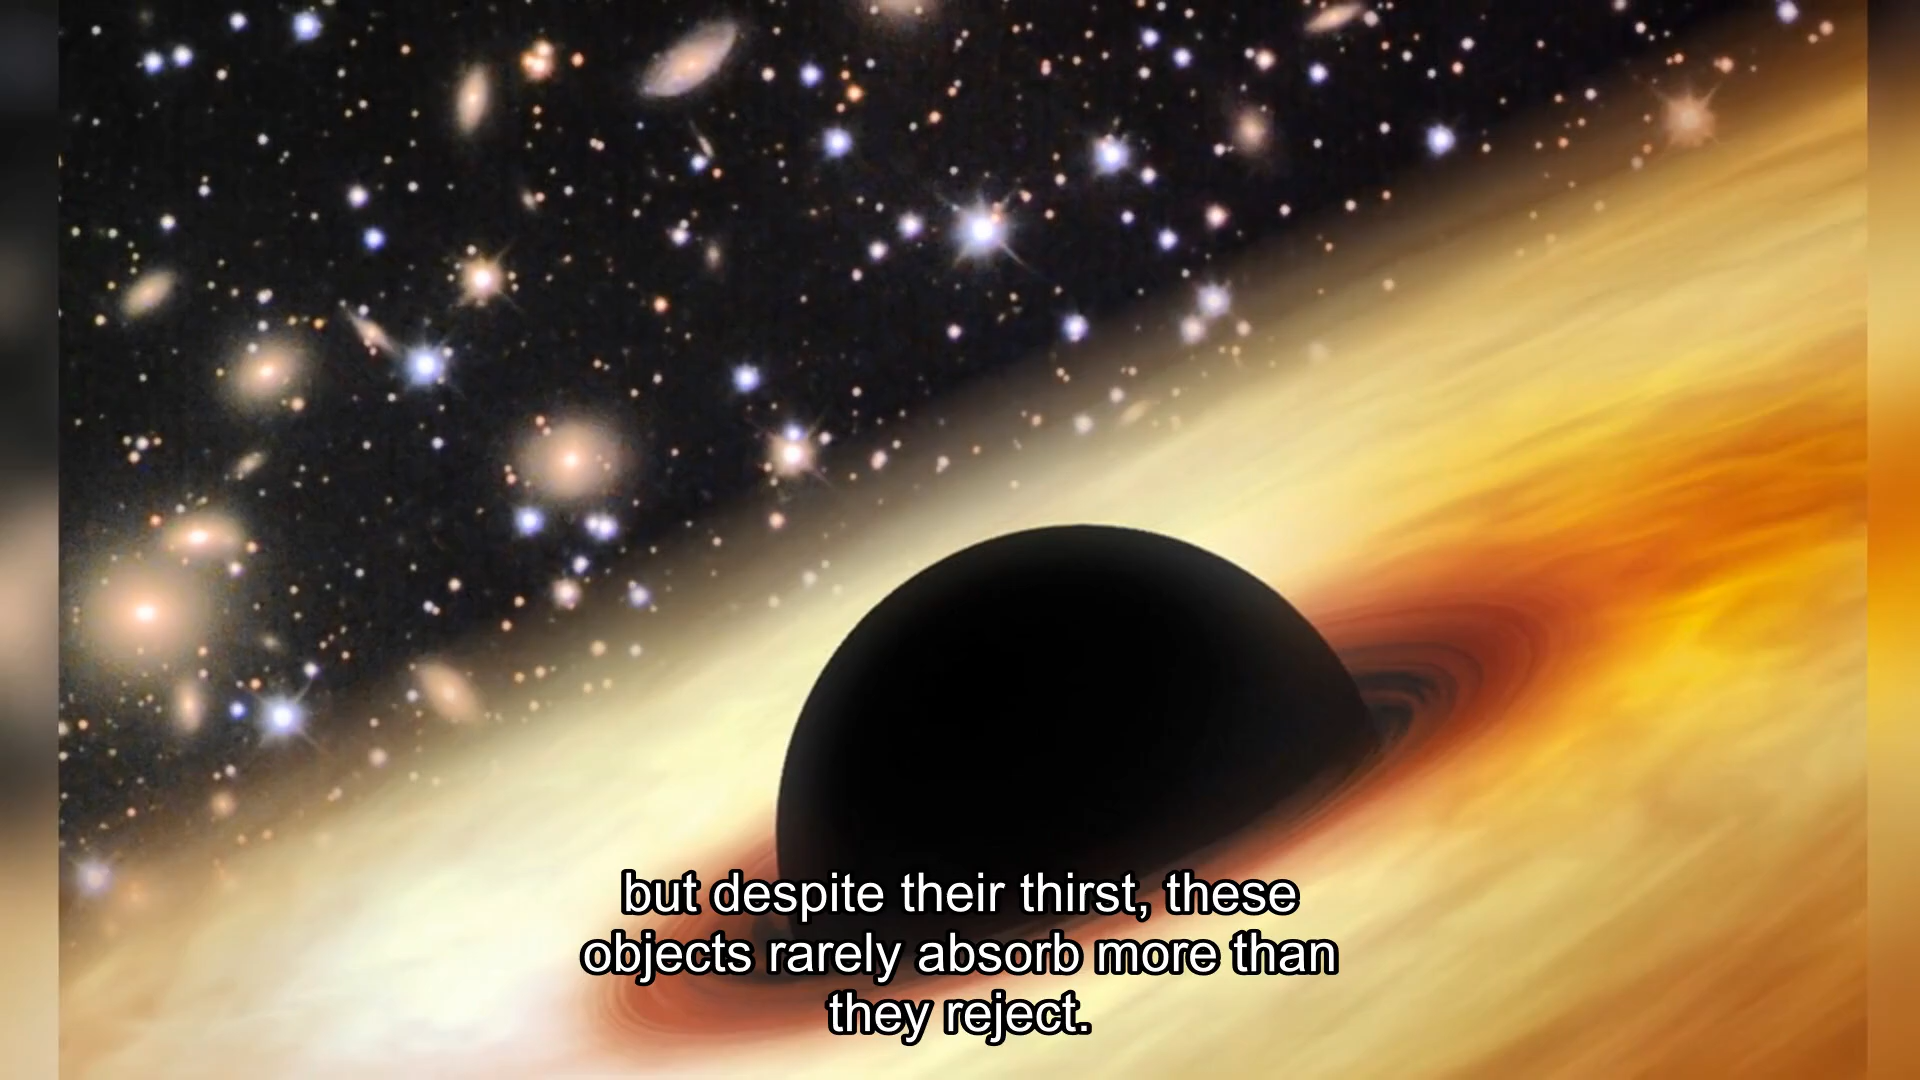 but despite their thirst, these
objects rarely absorb more than
they reject.